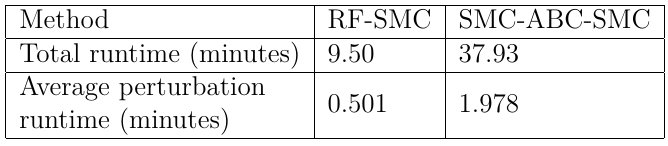 Method RF-SMC SMC-ABC-SMC
Total runtime (minutes) 9.50 37.93
Average perturbation
runtime (minutes) 0.501 1.978